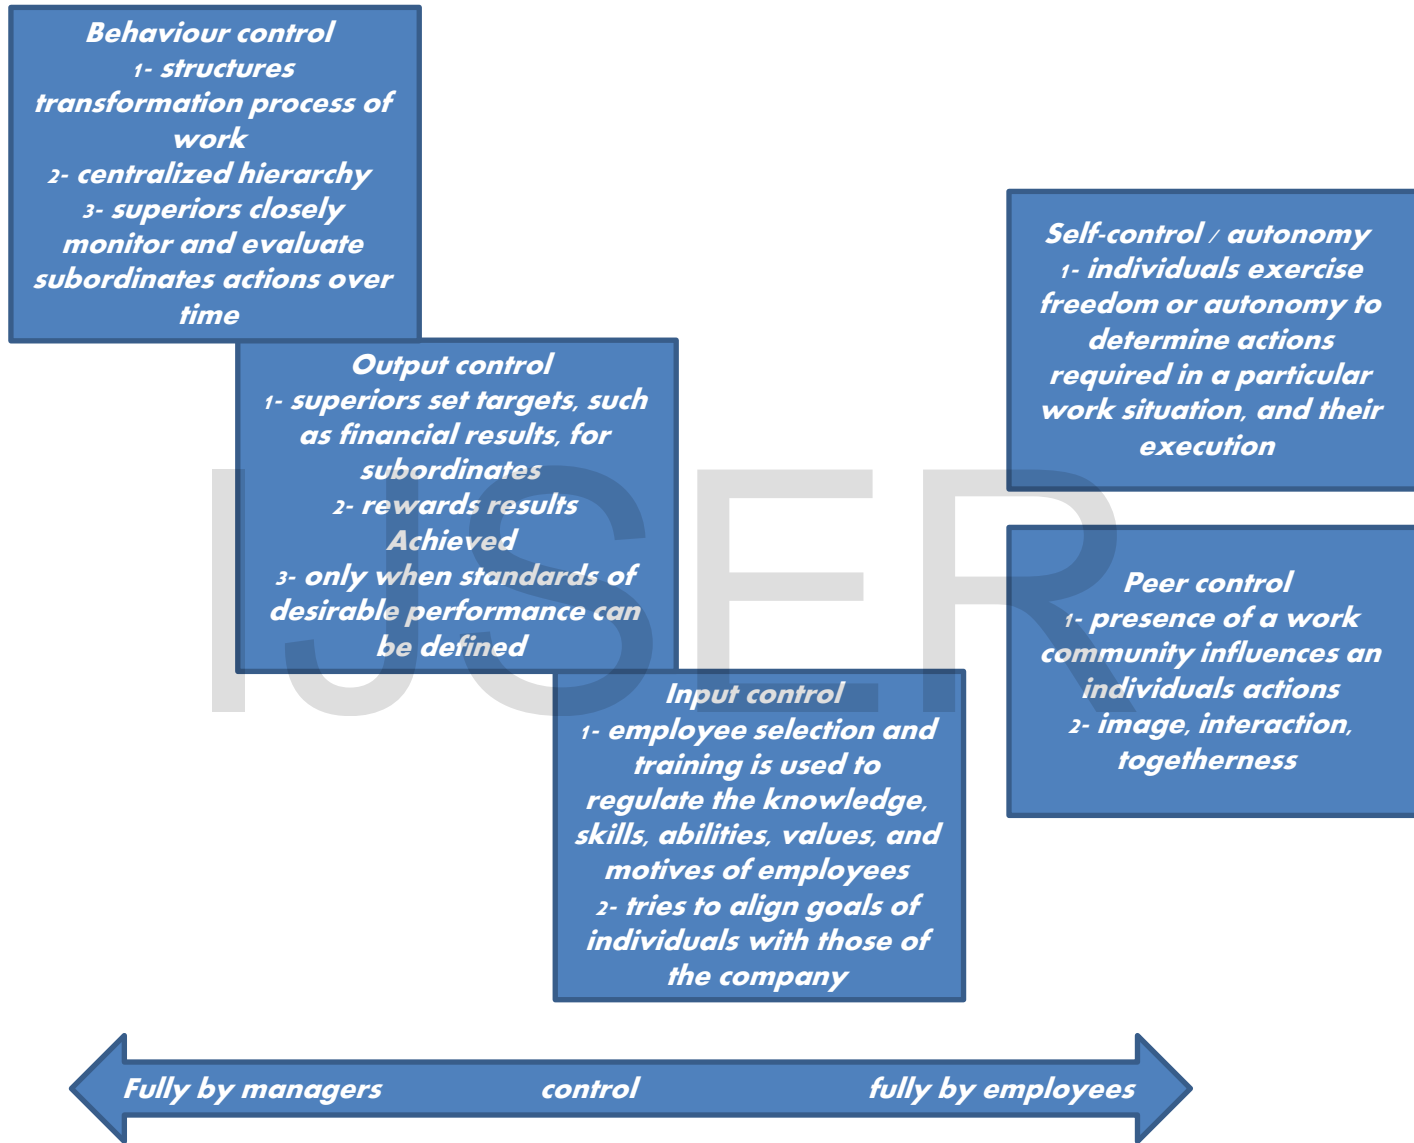 Behaviour control
1- structures
transformation process of
work
2- centralized hierarchy
3- superiors closely
monitor and evaluate
subordinates actions over
time
Output control
1- superiors set targets, such
as financial results, for
subordinates
2- rewards results
Achieved
3- only when standards of
desirable performance can
be defined
Input control
1- employee selection and
training is used to
regulate the knowledge,
skills, abilities, values, and
motives of employees
2- tries to align goals of
individuals with those of
the company
Self-control / autonomy
1- individuals exercise
freedom or autonomy to
determine actions
required in a particular
work situation, and their
execution
Peer control
1- presence of a work
community influences an
individuals actions
2- image, interaction,
togetherness
IJSER
Fully by managers control fully by employees